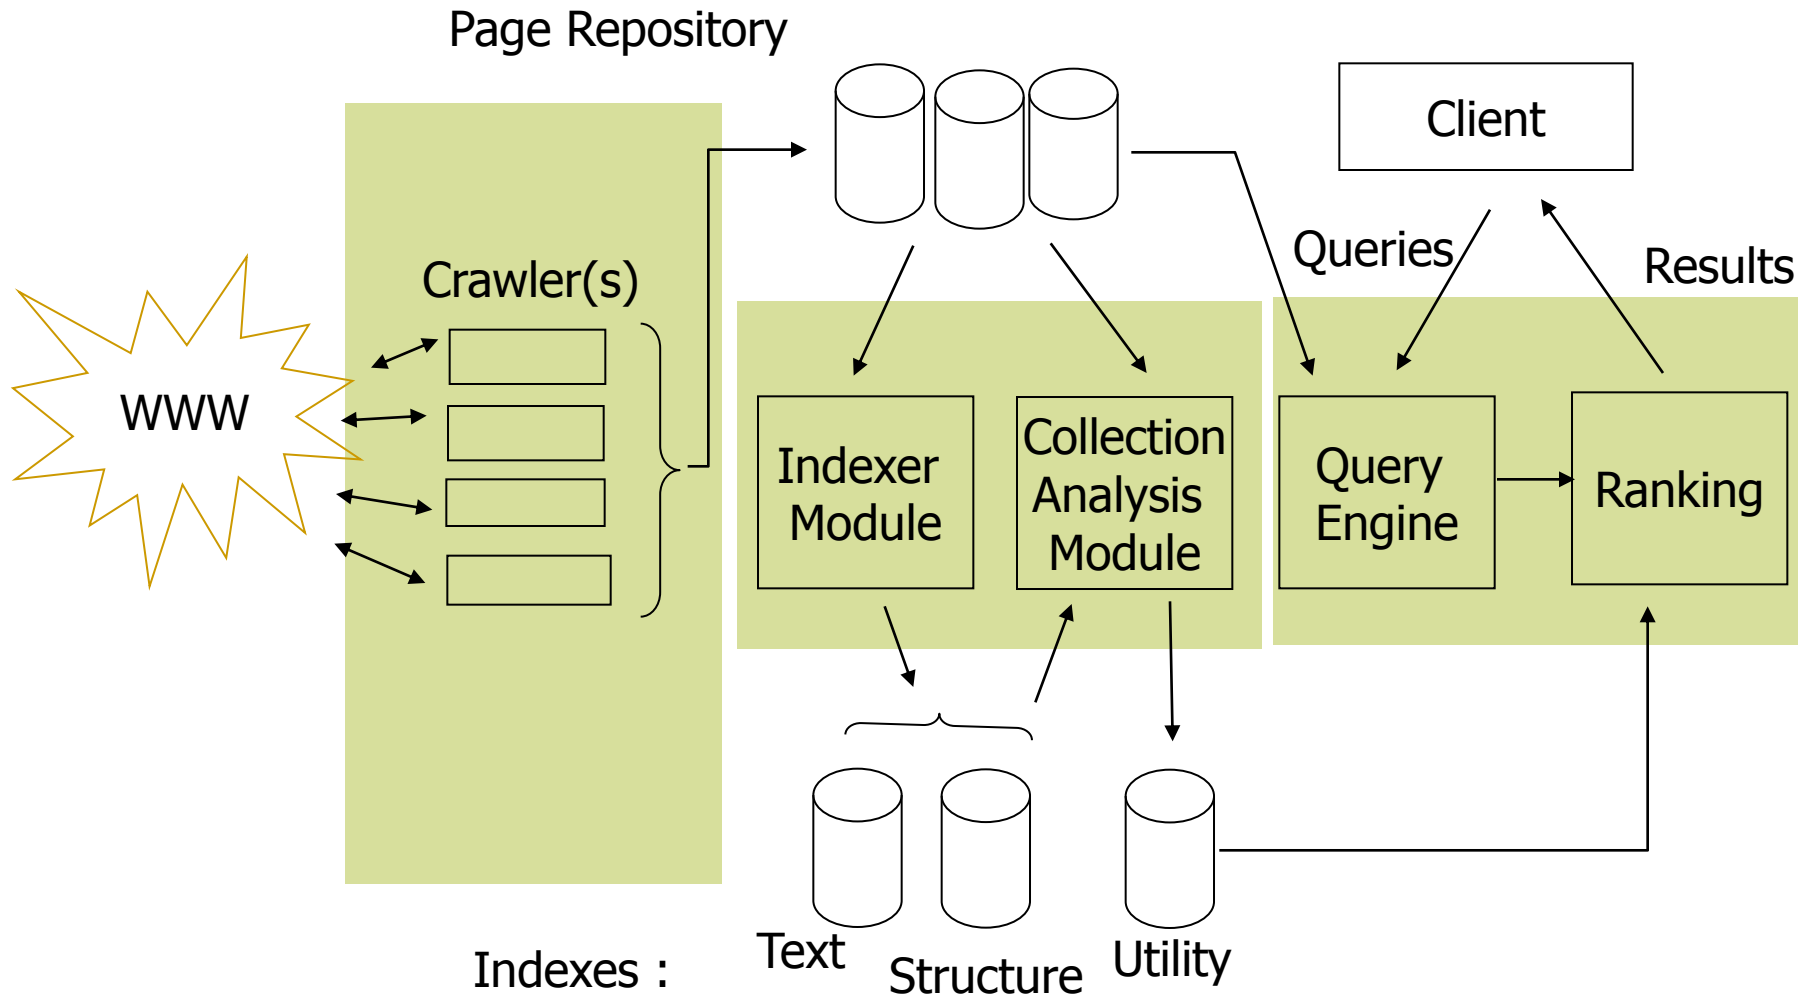 Page Repository
Client
Queries
Results
Crawler(s)
WWW
Indexer
Module
Collection
Analysis
Module
Query
Engine
Ranking
Indexes :
Text
Structure
Utility